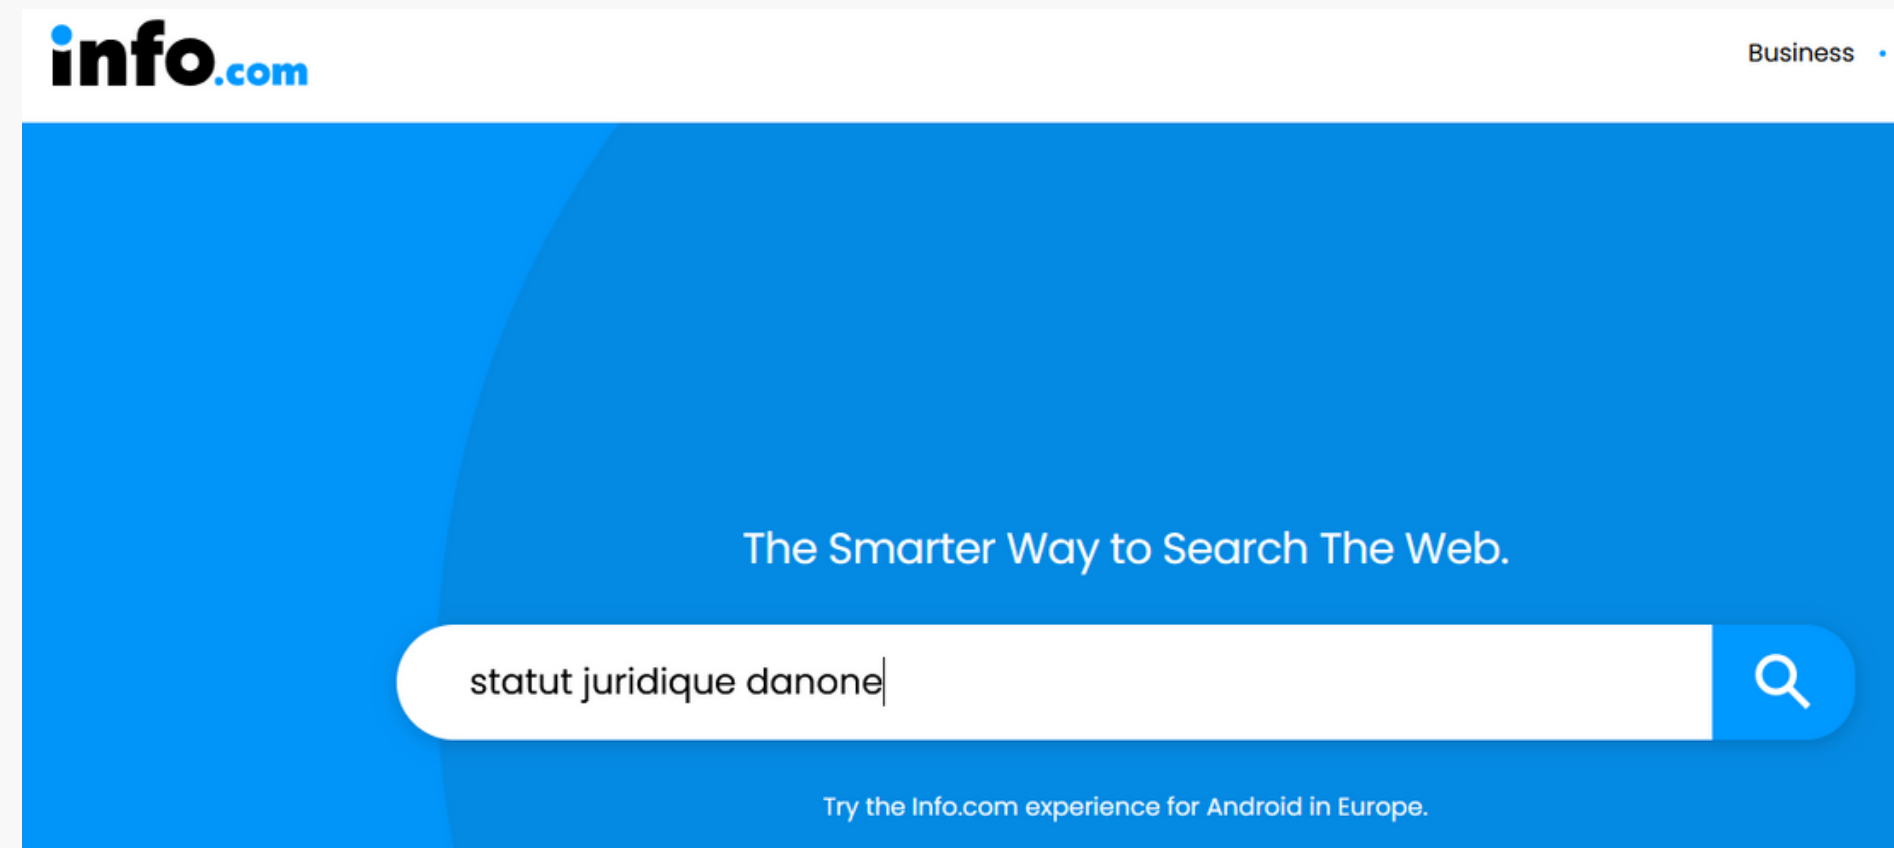 info.com
Business
The Smarter Way to Search The Web.
statut juridique danone
Try the Info.com experience for Android in Europe.